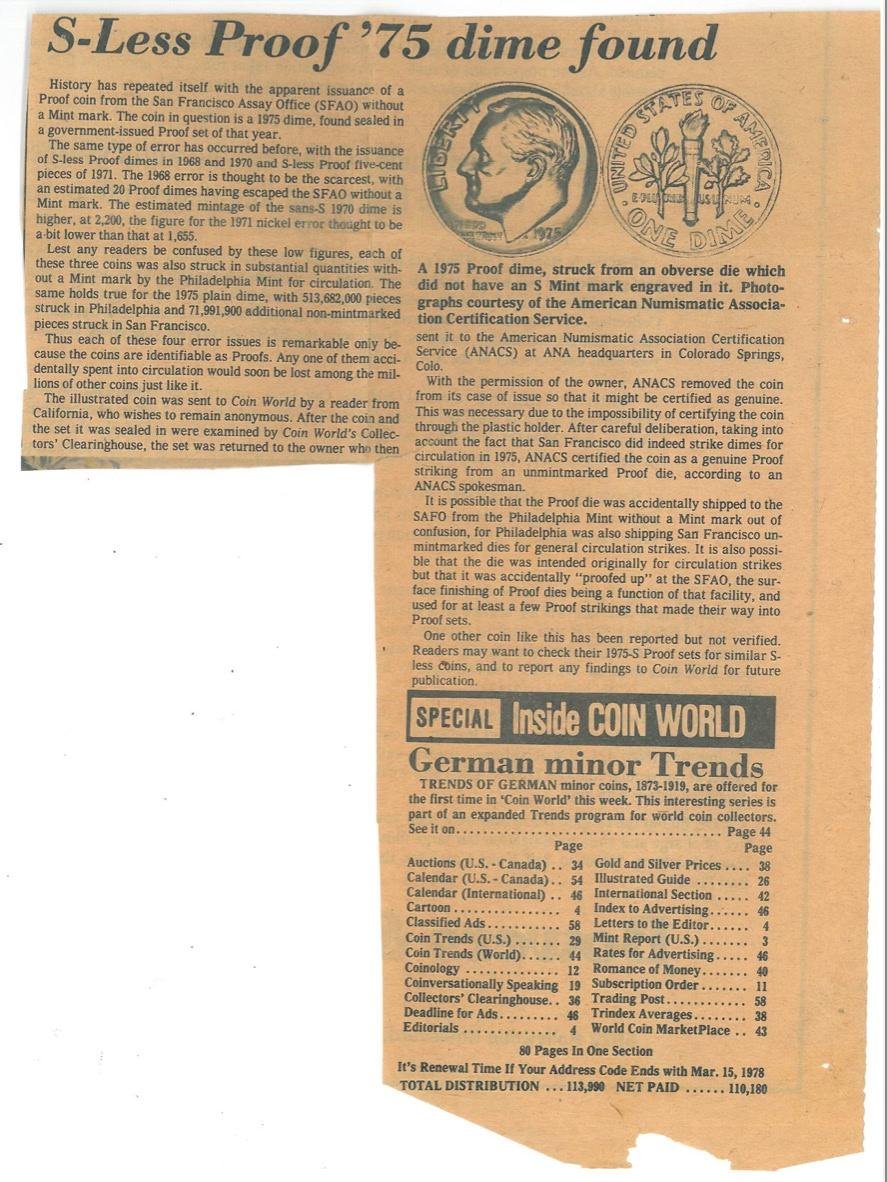 S-Less Proof '75 dime found
History has repeated itself with the apparent issuance of a
Proof coin from the San Francisco Assay Office (SFAO) without
a Mint mark. The coin in question is a 1975 dime, found sealed in
a government-issued Proof set of that year.
The same type of error has occurred before, with the issuance
of S-less Proof dimes in 1968 and 1970 and S-less Proof five-cent
pieces of 1971. The 1968 error is thought to be the scarcest, with
an estimated 20 Proof dimes having escaped the SFAO without a
Mint mark. The estimated mintage of the sans-S 1970 dime is
higher, at 2,200, the figure for the 1971 nickel error thought to be
a bit lower than that at 1,655.
Lest any readers be confused by these low figures, each of
these three coins was also struck in substantial quantities with-
out a Mint mark by the Philadelphia Mint for circulation. The
same holds true for the 1975 plain dime, with 513,682,000 pieces
struck in Philadelphia and 71,991,900 additional non-mintmarked
pieces struck in San Francisco.
Thus each of these four error issues is remarkable only be-
cause the coins are identifiable as Proofs. Any one of them acci-
dentally spent into circulation would soon be lost among the mil-
lions of other coins just like it.
The illustrated coin was sent to Coin World by a reader from
California, who wishes to remain anonymous. After the coin and
the set it was sealed in were examined by Coin World's Collec-
tors' Clearinghouse, the set was returned to the owner who then
LIBERTY
1975
UNITED STATES OF AMERICA
E PLURIBUS UNUM
ONE DIME
A 1975 Proof dime, struck from an obverse die which
did not have an S Mint mark engraved in it. Photo-
graphs courtesy of the American Numismatic Associa-
tion Certification Service.
sent it to the American Numismatic Association Certification
Service (ANACS) at ANA headquarters in Colorado Springs,
Colo.
With the permission of the owner, ANACS removed the coin
from its case of issue so that it might be certified as genuine.
This was necessary due to the impossibility of certifying the coin
through the plastic holder. After careful deliberation, taking into
account the fact that San Francisco did indeed strike dimes for
circulation in 1975, ANACS certified the coin as a genuine Proof
striking from an unmintmarked Proof die, according to an
ANACS spokesman.
It is possible that the Proof die was accidentally shipped to the
SAFO from the Philadelphia Mint without a Mint mark out of
confusion, for Philadelphia was also shipping San Francisco un-
mintmarked dies for general circulation strikes. It is also possi-
ble that the die was intended originally for circulation strikes
but that it was accidentally "proofed up" at the SFAO, the sur-
face finishing of Proof dies being a function of that facility, and
used for at least a few Proof strikings that made their way into
Proof sets.
One other coin like this has been reported but not verified.
Readers may want to check their 1975-S Proof sets for similar S-
less coins, and to report any findings to Coin World for future
publication.
SPECIAL Inside COIN WORLD
German minor Trends
TRENDS OF GERMAN minor coins, 1873-1919, are offered for
the first time in 'Coin World' this week. This interesting series is
part of an expanded Trends program for world coin collectors.
See it on........................................ Page 44
Page
Auctions (U.S. - Canada) .. 34
Calendar (U.S. - Canada) .. 54
Calendar (International) .. 46
Cartoon ................ 4
Classified Ads ........... 58
Coin Trends (U.S.) ....... 29
Coin Trends (World)...... 44
Coinology .............. 12
Coinversationally Speaking 19
Collectors' Clearinghouse.. 36
Deadline for Ads......... 46
Editorials .............. 4
Page
Gold and Silver Prices .... 38
Illustrated Guide ........ 26
International Section ..... 42
Index to Advertising...... 46
Letters to the Editor...... 4
Mint Report (U.S.) ....... 3
Rates for Advertising..... 46
Romance of Money....... 40
Subscription Order....... 11
Trading Post............ 58
Trindex Averages........ 38
World Coin MarketPlace .. 43
80 Pages In One Section
It's Renewal Time If Your Address Code Ends with Mar. 15, 1978
TOTAL DISTRIBUTION ... 113,990 NET PAID ...... 110,180